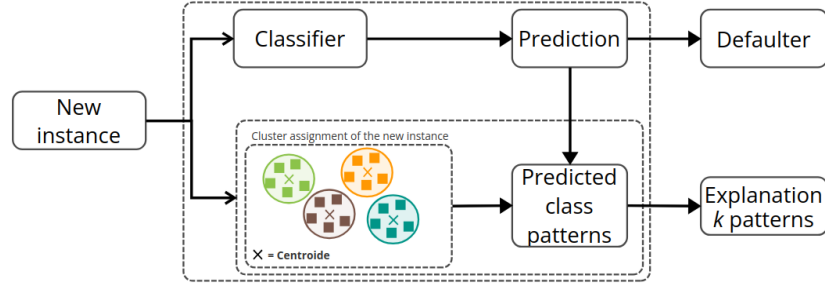 Classifier
Prediction
Defaulter
New
instance
Cluster assignment of the new instance
Predicted
class
patterns
Explanation
k patterns
× = Centroide